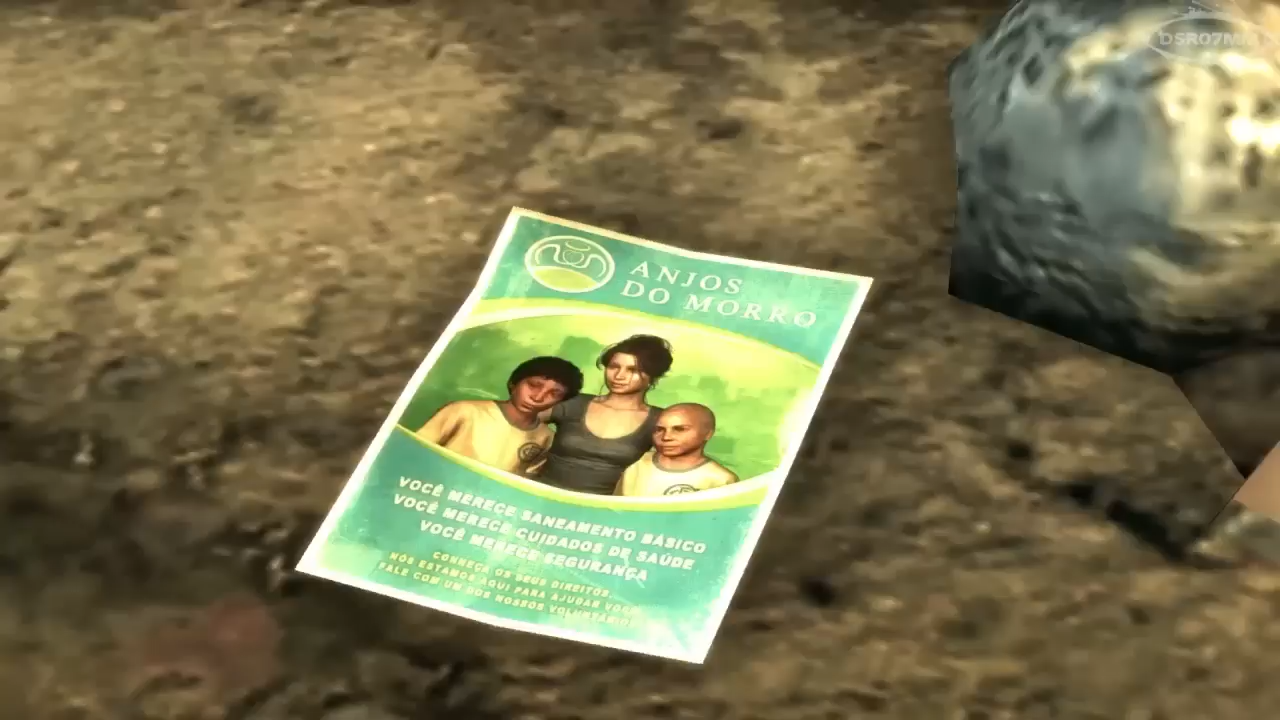 ANJOS
DO MORRO
VOCÊ MERECE SANEAMENTO BÁSICO
VOCÊ MERECE CUIDADOS DE SAÚDE
VOCÊ MERECE SEGURANÇA
CONHEÇA OS SEUS DIREITOS.
NÓS ESTAMOS AQUI PARA AJUDAR VOCÊ.
FALE COM UM DOS NOSSOS VOLUNTÁRIOS